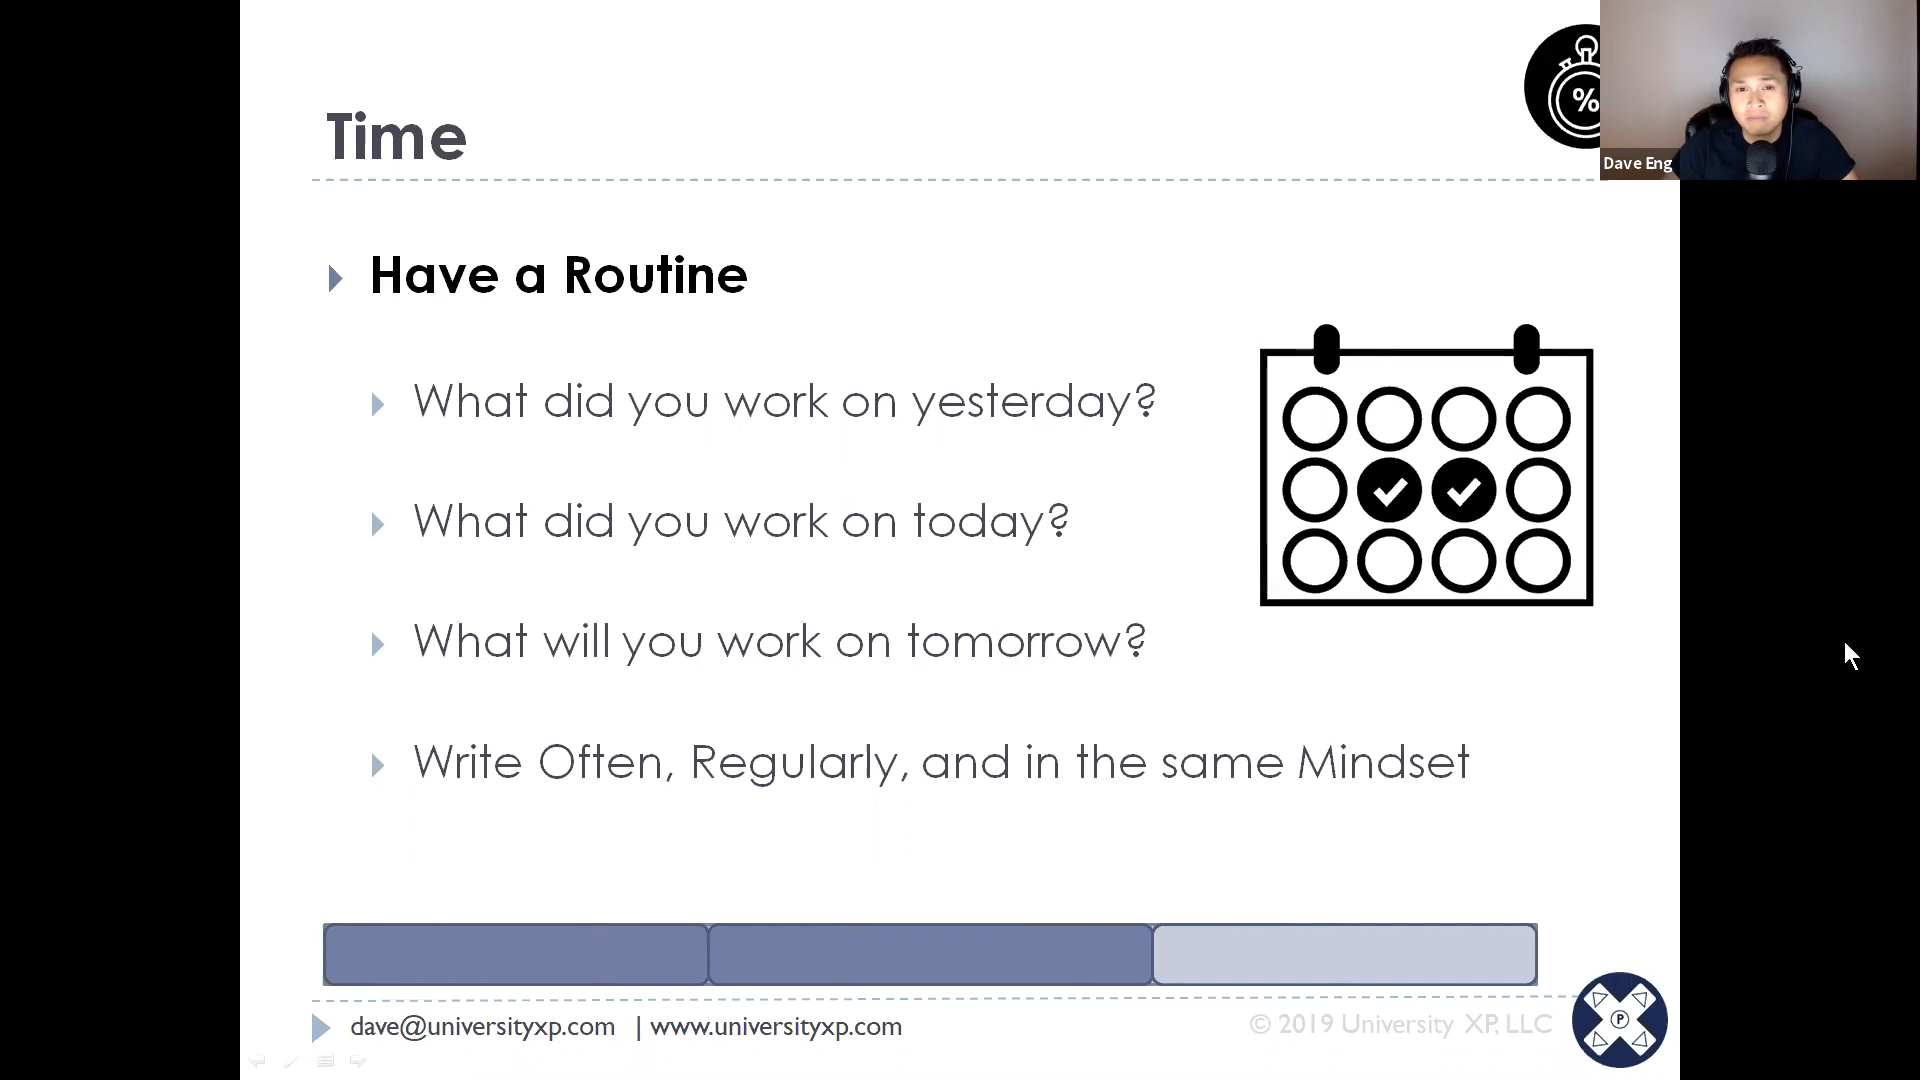 Time
%
Dave Eng
Have a Routine
What did you work on yesterday?
What did you work on today?
What will you work on tomorrow?
Write Often, Regularly, and in the same Mindset
dave@universityxp.com | www.universityxp.com
© 2019 University XP, LLC
P